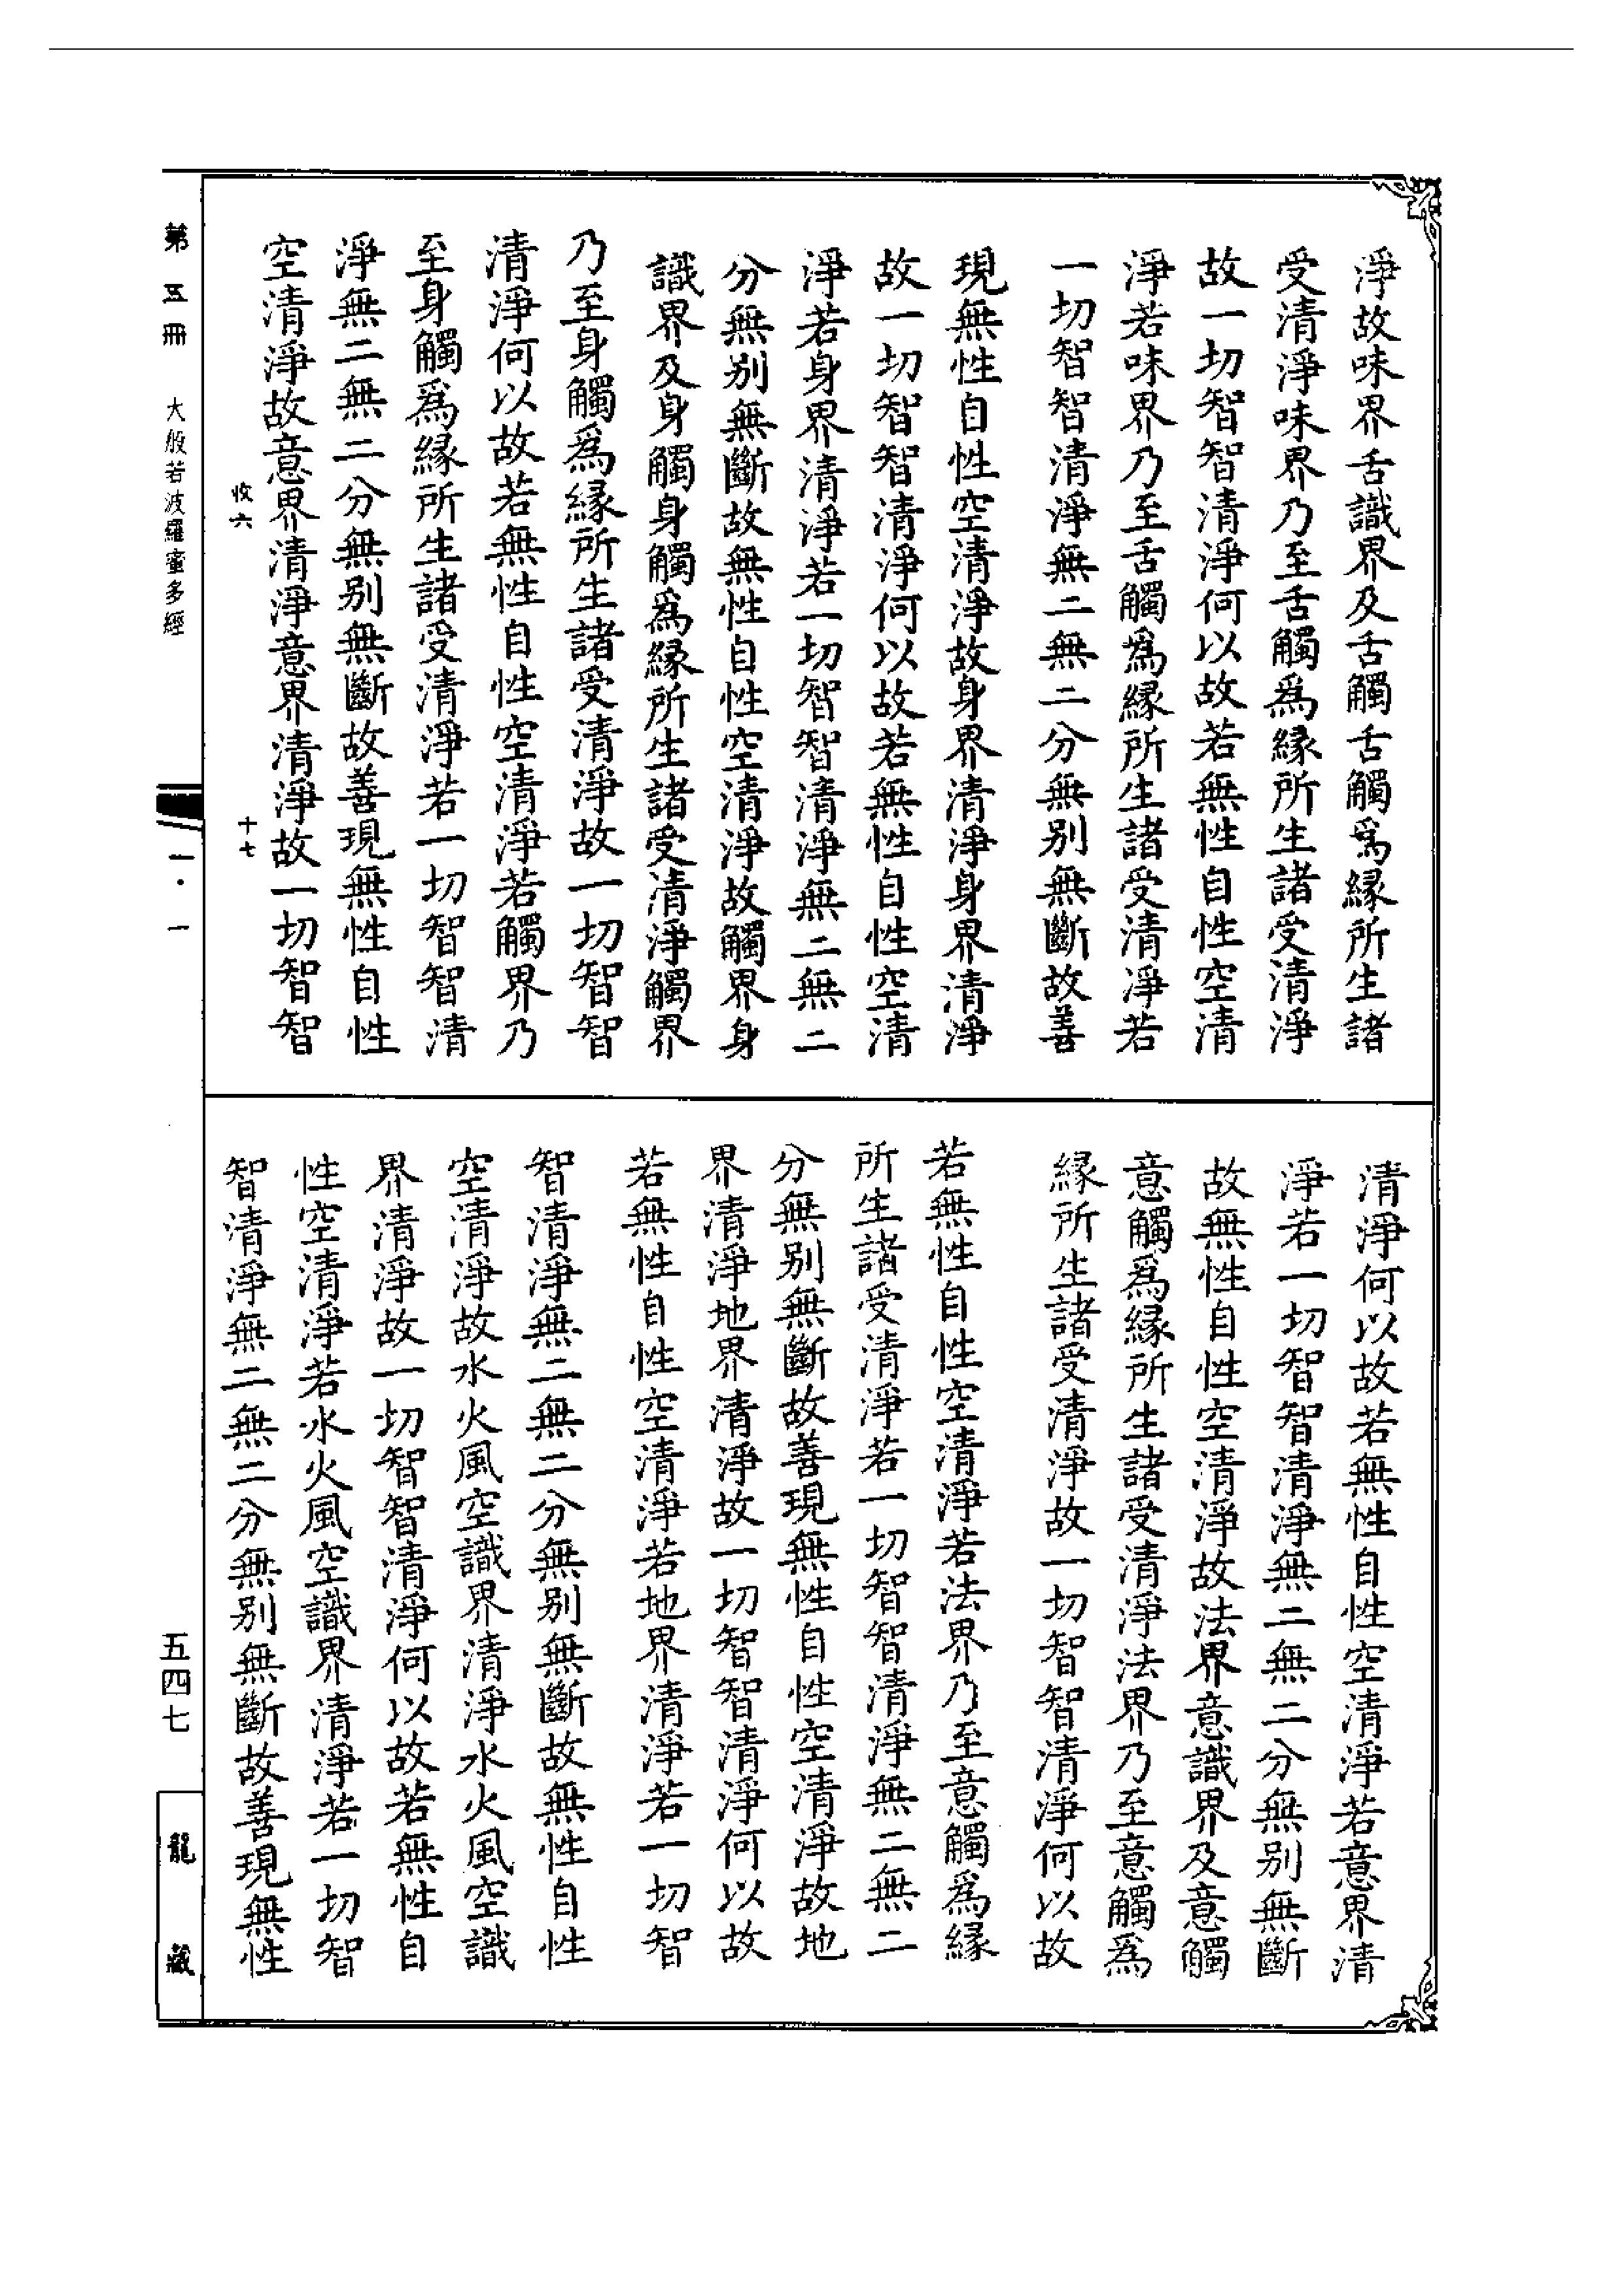 淨故味界舌識界及舌觸舌觸爲緣所生諸
受清淨味界乃至舌觸爲緣所生諸受清淨
故一切智智清淨何以故若無性自性空清
淨若味界乃至舌觸爲緣所生諸受清淨若
一切智智清淨無二無二分無別無斷故善
現無性自性空清淨故身界清淨身界清淨
故一切智智清淨何以故若無性自性空清
淨若身界清淨若一切智智清淨無二無二
分無別無斷故無性自性空清淨故觸界身
識界及身觸身觸爲緣所生諸受清淨觸界
乃至身觸爲緣所生諸受清淨故一切智智
清淨何以故若無性自性空清淨若觸界乃
至身觸爲緣所生諸受清淨若一切智智清
淨無二無二分無別無斷故善現無性自性
空清淨故意界清淨意界清淨故一切智智
收六
十七
清淨何以故若無性自性空清淨若意界清
淨若一切智智清淨無二無二分無別無斷
故無性自性空清淨故法界意識界及意觸
意觸爲緣所生諸受清淨法界乃至意觸爲
緣所生諸受清淨故一切智智清淨何以故
若無性自性空清淨若法界乃至意觸爲緣
所生諸受清淨若一切智智清淨無二無二
分無別無斷故善現無性自性空清淨故地
界清淨地界清淨故一切智智清淨何以故
若無性自性空清淨若地界清淨若一切智
智清淨無二無二分無別無斷故無性自性
空清淨故水火風空識界清淨水火風空識
界清淨故一切智智清淨何以故若無性自
性空清淨若水火風空識界清淨若一切智
智清淨無二無二分無別無斷故善現無性
第五冊 大般若波羅蜜多經
一·一
五四七
龍藏